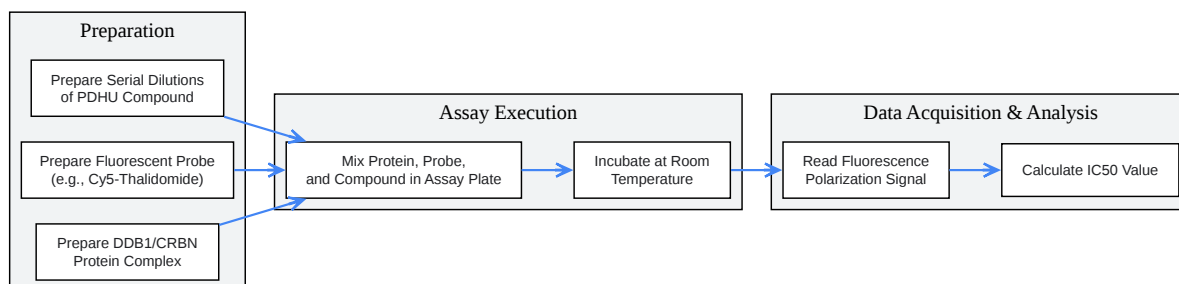 Preparation
Prepare Serial Dilutions
of PDHU Compound
Prepare Fluorescent Probe
(e.g., Cy5-Thalidomide)
Prepare DDB1/CRBN
Protein Complex
Assay Execution
Mix Protein, Probe,
and Compound in Assay Plate
Incubate at Room
Temperature
Data Acquisition & Analysis
Read Fluorescence
Polarization Signal
Calculate IC50 Value